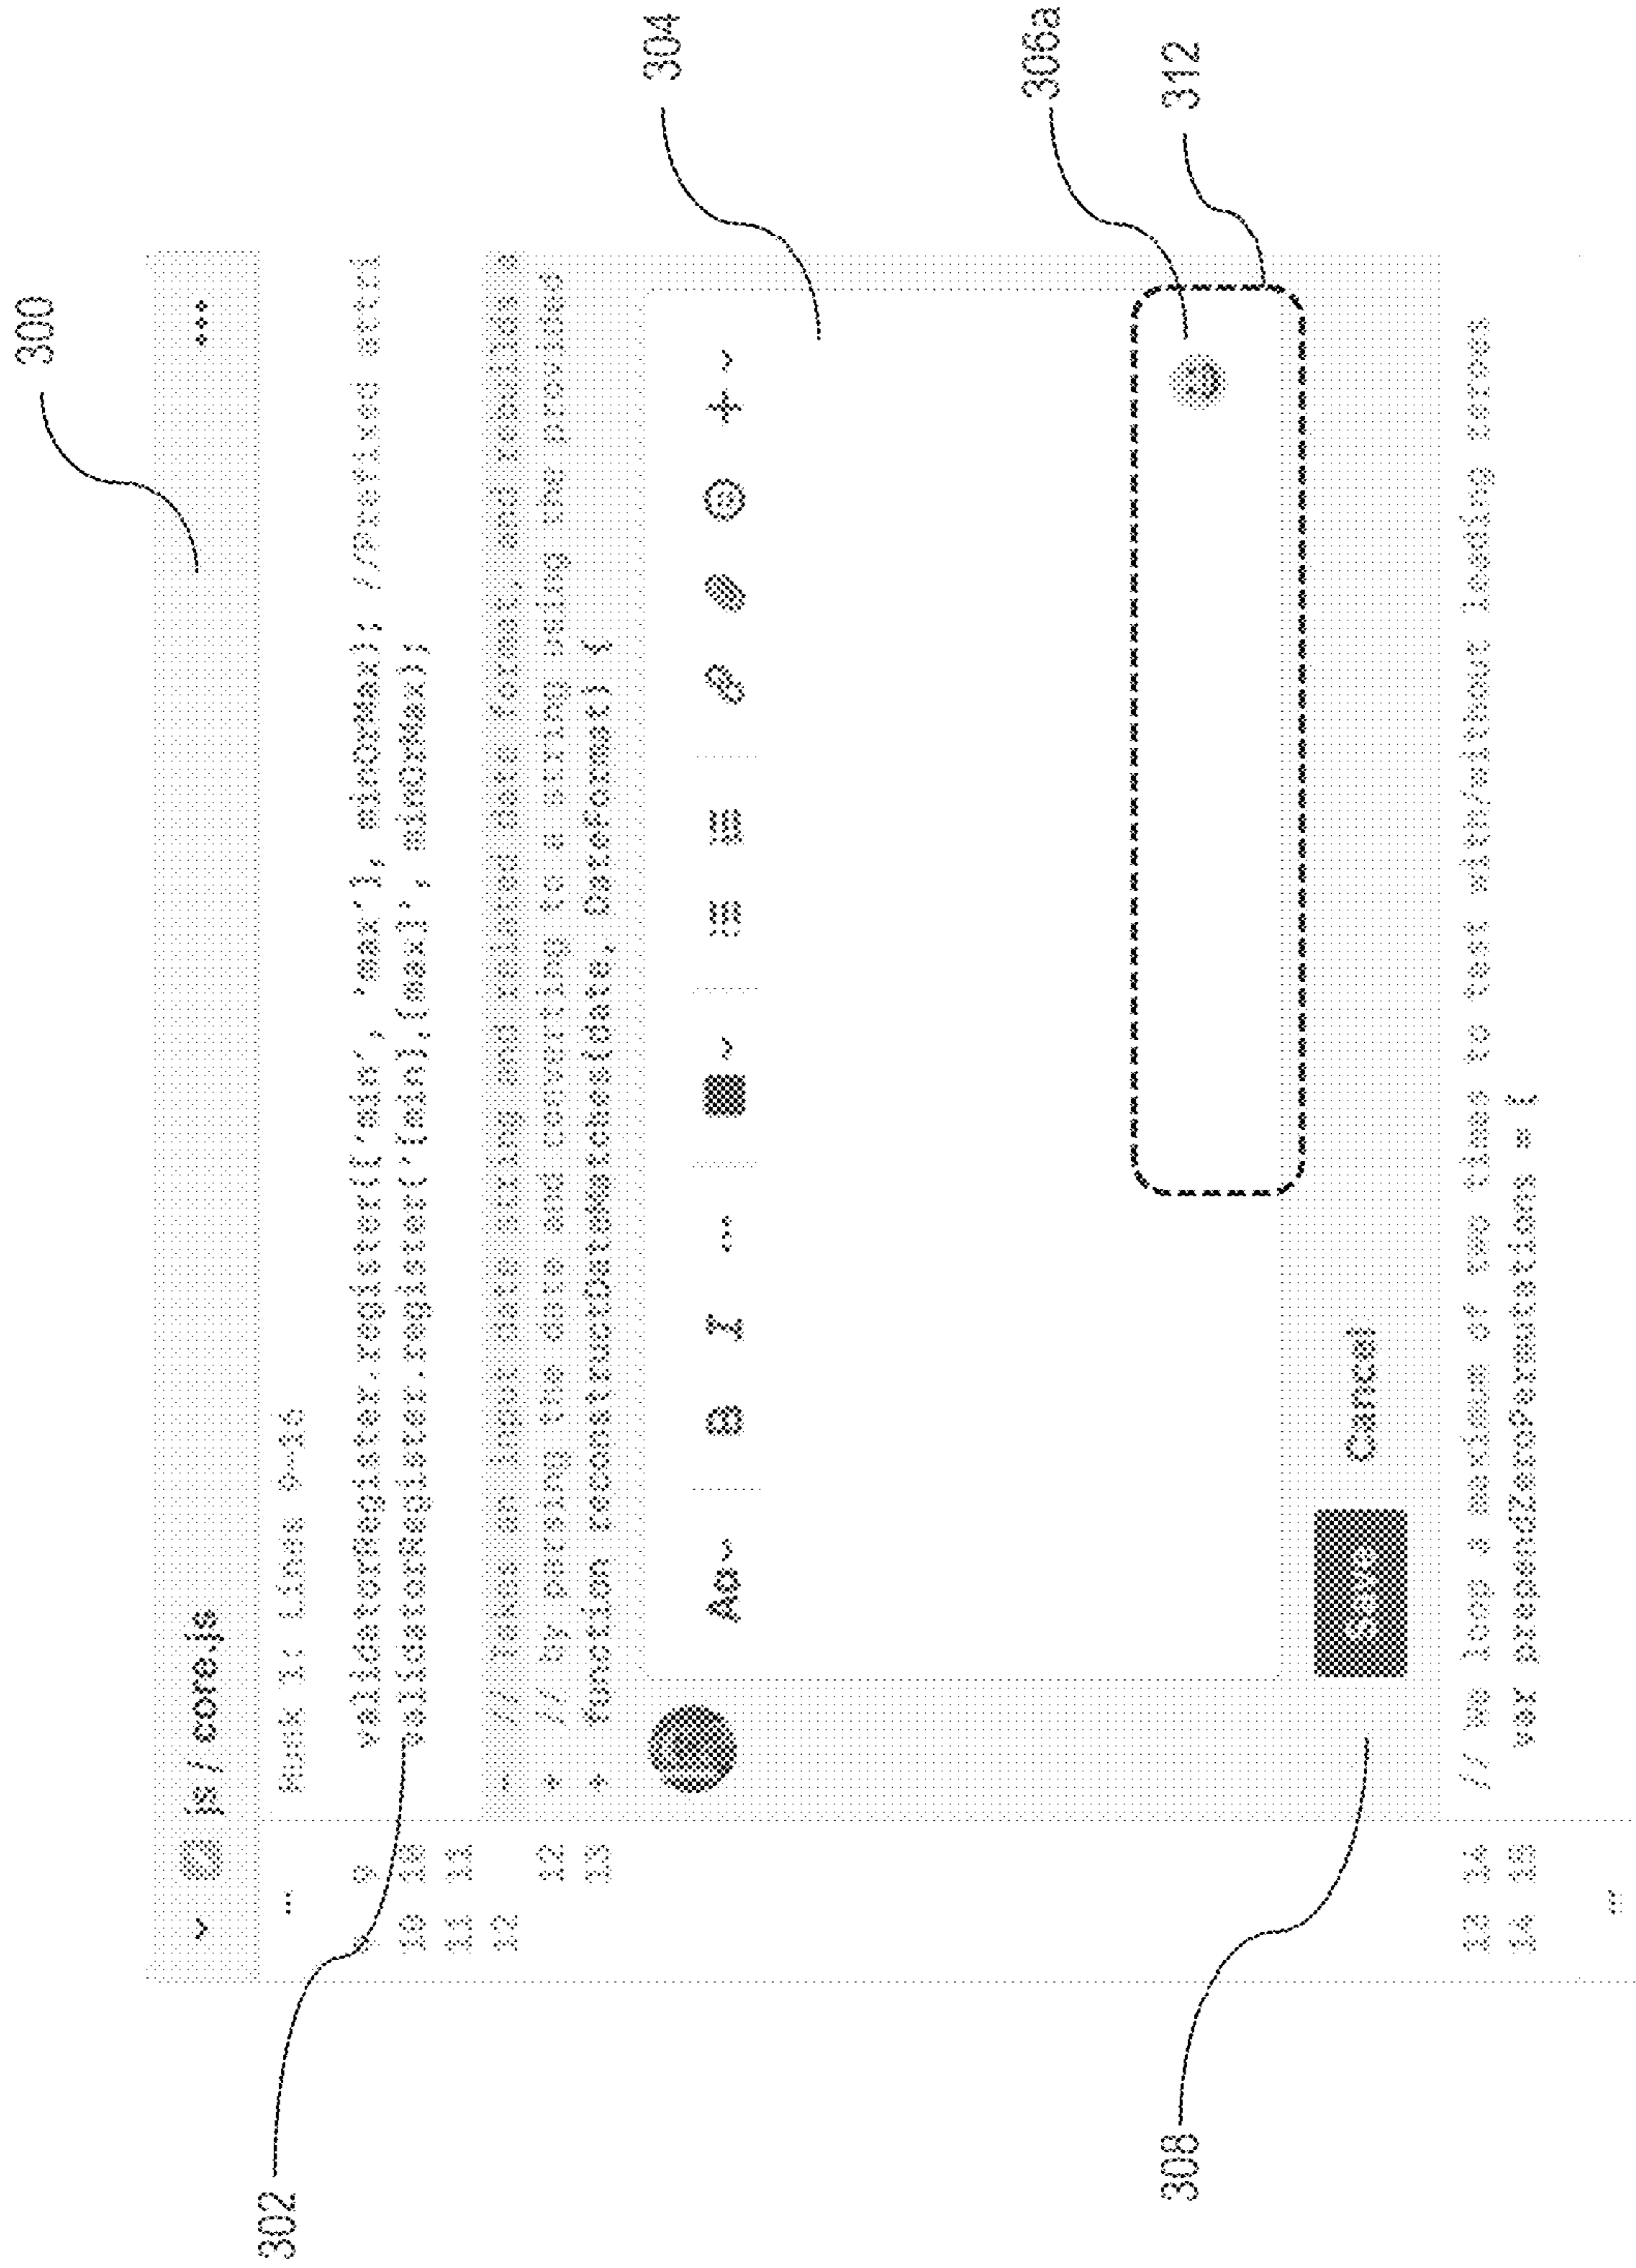 300
js / core.js
...
... Hunk 1: Lines 9-16
9 9 validatorRegister.register(['min', 'max'], minOrMax); //Prefixed
302
10 10 validatorRegister.register('[min],[max]', minOrMax);
11 11
12 - // Takes an input date string and related date format, and rebuilds a
12 + // by parsing the date and converting to a string using the provided
13 + function reconstructDateMatches(date, DateFormat) {
304
Ao B I ... +
306a
312
308
Save Cancel
13 14 // We loop a maximum of two times to test with/without leading zeroes
14 15 var prependZeroPermutations = [
...